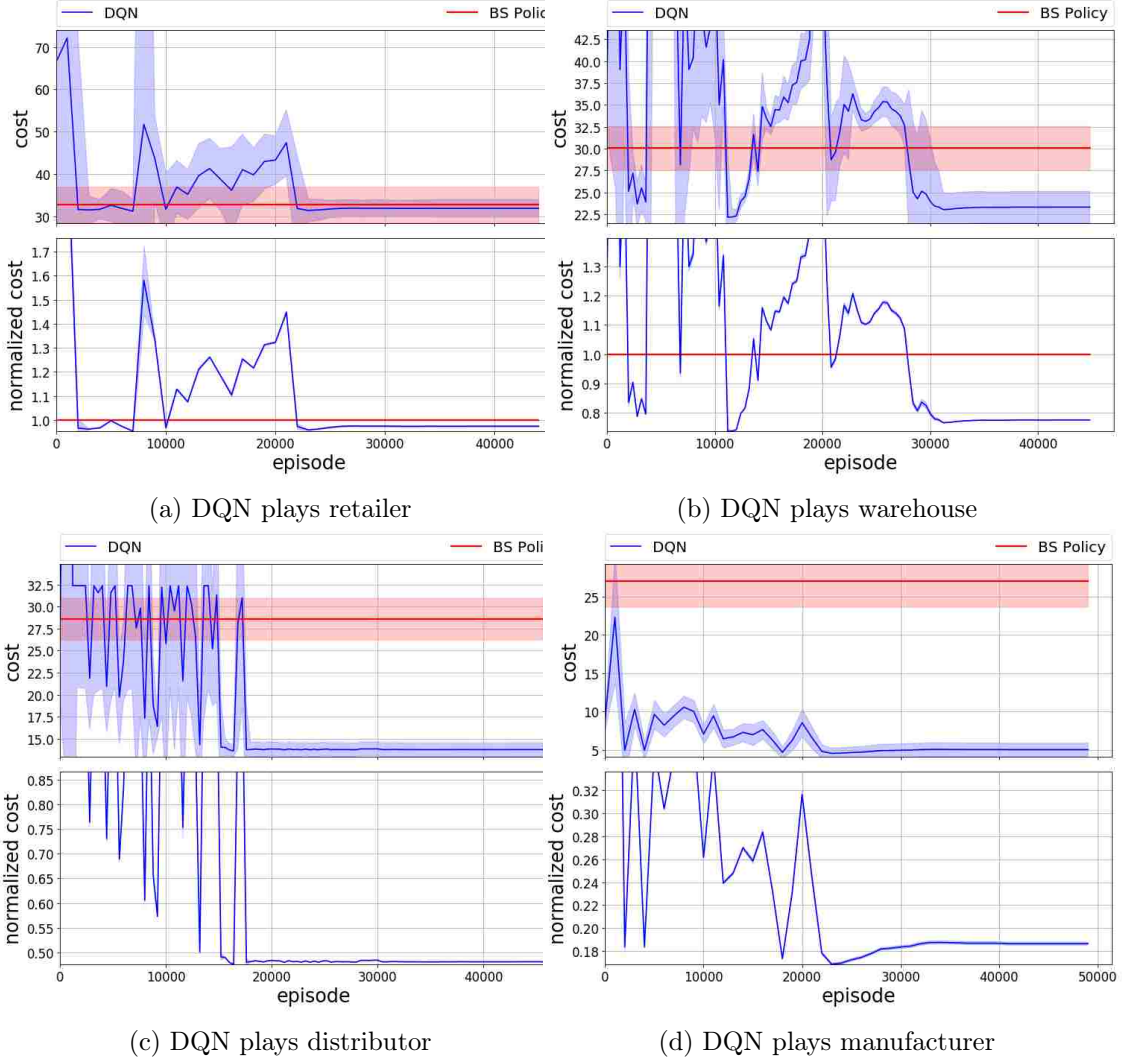 DQN BS Policy
DQN BS Policy
70
60
50
40
30
cost
42.5
40.0
37.5
35.0
32.5
30.0
27.5
25.0
22.5
cost
1.7
1.6
1.5
1.4
1.3
1.2
1.1
1.0
normalized cost
0 10000 20000 30000 40000
episode
1.3
1.2
1.1
1.0
0.9
0.8
normalized cost
0 10000 20000 30000 40000
episode
(a) DQN plays retailer
(b) DQN plays warehouse
DQN BS Poli
DQN BS Policy
32.5
30.0
27.5
25.0
22.5
20.0
17.5
15.0
cost
25
20
15
10
5
cost
0.85
0.80
0.75
0.70
0.65
0.60
0.55
0.50
normalized cost
0 10000 20000 30000 40000
episode
0.32
0.30
0.28
0.26
0.24
0.22
0.20
0.18
normalized cost
0 10000 20000 30000 40000 50000
episode
(c) DQN plays distributor
(d) DQN plays manufacturer